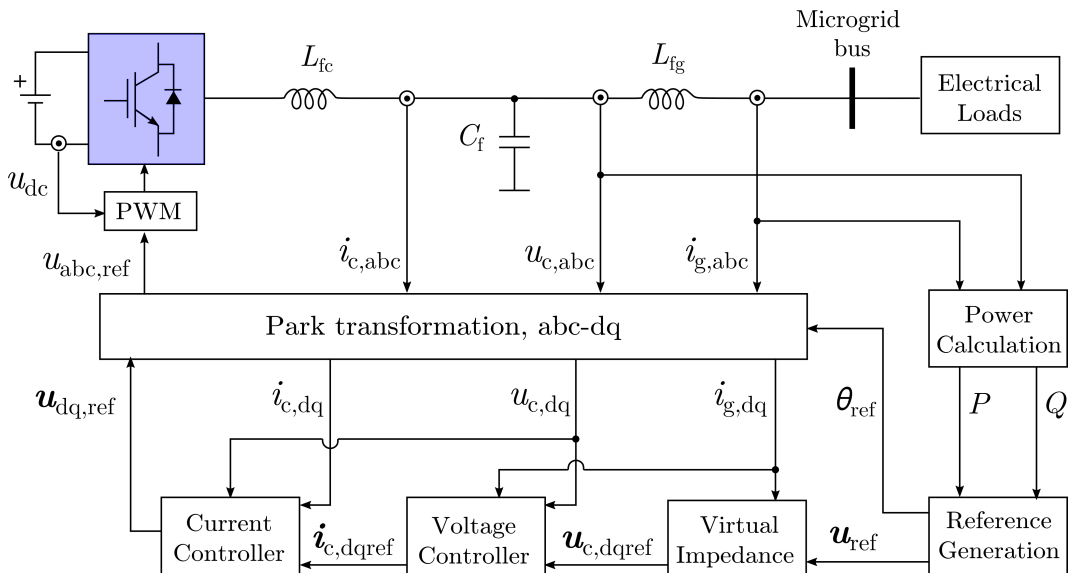 Microgrid
bus
L_fc
L_fg
Electrical
Loads
+
C_f
u_dc
PWM
u_abc,ref
i_c,abc
u_c,abc
i_g,abc
Park transformation, abc-dq
Power
Calculation
u_dq,ref
i_c,dq
u_c,dq
i_g,dq
θ_ref
P
Q
Current
Controller
i_c,dqref
Voltage
Controller
u_c,dqref
Virtual
Impedance
u_ref
Reference
Generation